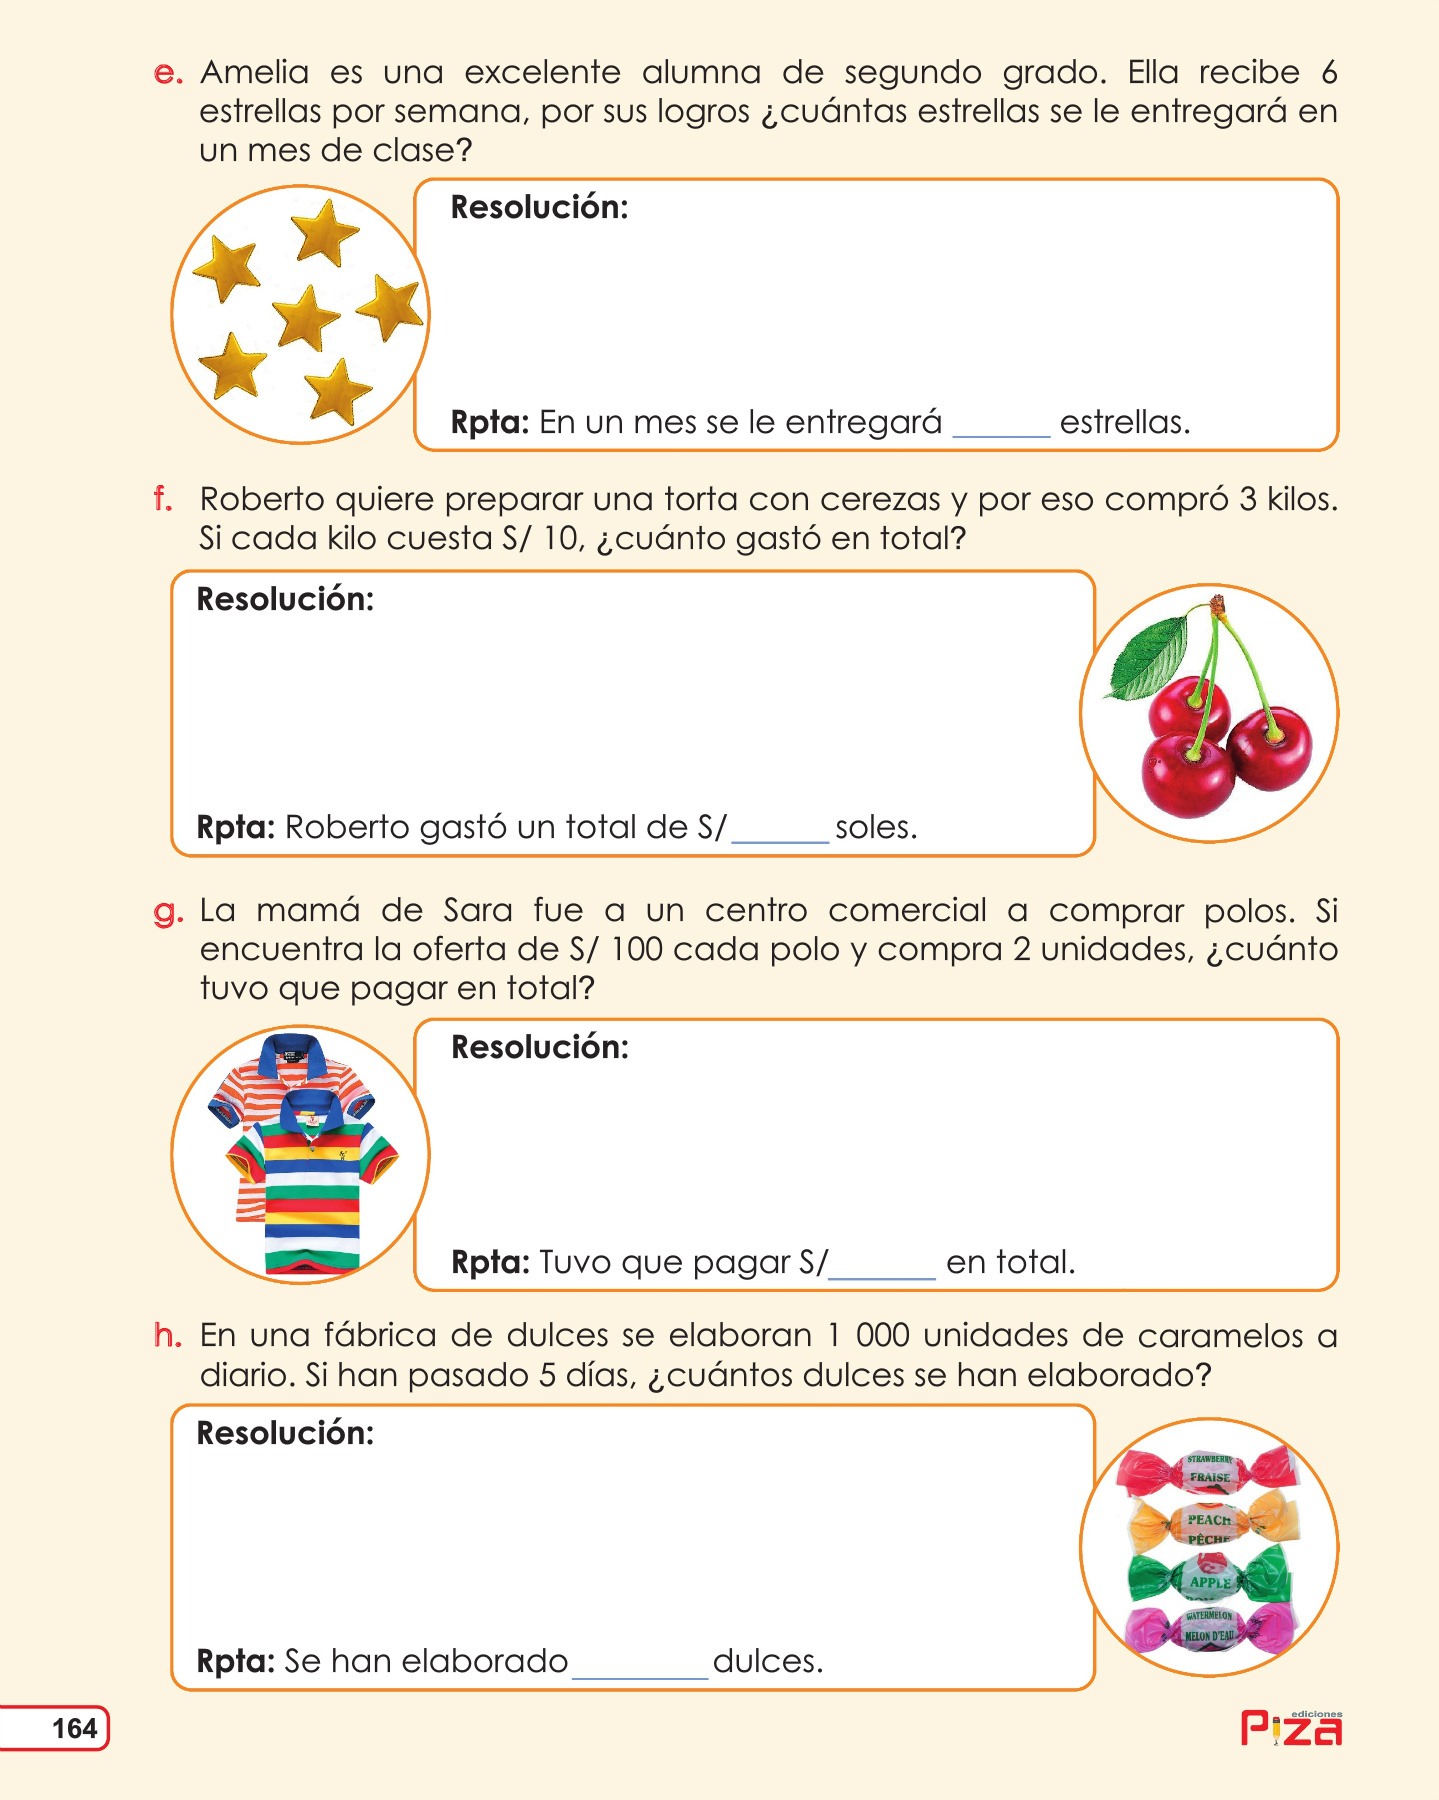 e. Amelia es una excelente alumna de segundo grado. Ella recibe 6
estrellas por semana, por sus logros ¿cuántas estrellas se le entregará en
un mes de clase?
Resolución:
Rpta: En un mes se le entregará ______ estrellas.
f. Roberto quiere preparar una torta con cerezas y por eso compró 3 kilos.
Si cada kilo cuesta S/ 10, ¿cuánto gastó en total?
Resolución:
Rpta: Roberto gastó un total de S/ ______ soles.
g. La mamá de Sara fue a un centro comercial a comprar polos. Si
encuentra la oferta de S/ 100 cada polo y compra 2 unidades, ¿cuánto
tuvo que pagar en total?
Resolución:
Rpta: Tuvo que pagar S/______ en total.
h. En una fábrica de dulces se elaboran 1 000 unidades de caramelos a
diario. Si han pasado 5 días, ¿cuántos dulces se han elaborado?
Resolución:
STRAWBERRY
FRAISE
PEACH
PÊCHE
APPLE
WATERMELON
MELON D'EAU
Rpta: Se han elaborado ________ dulces.
164
ediciones
Piza